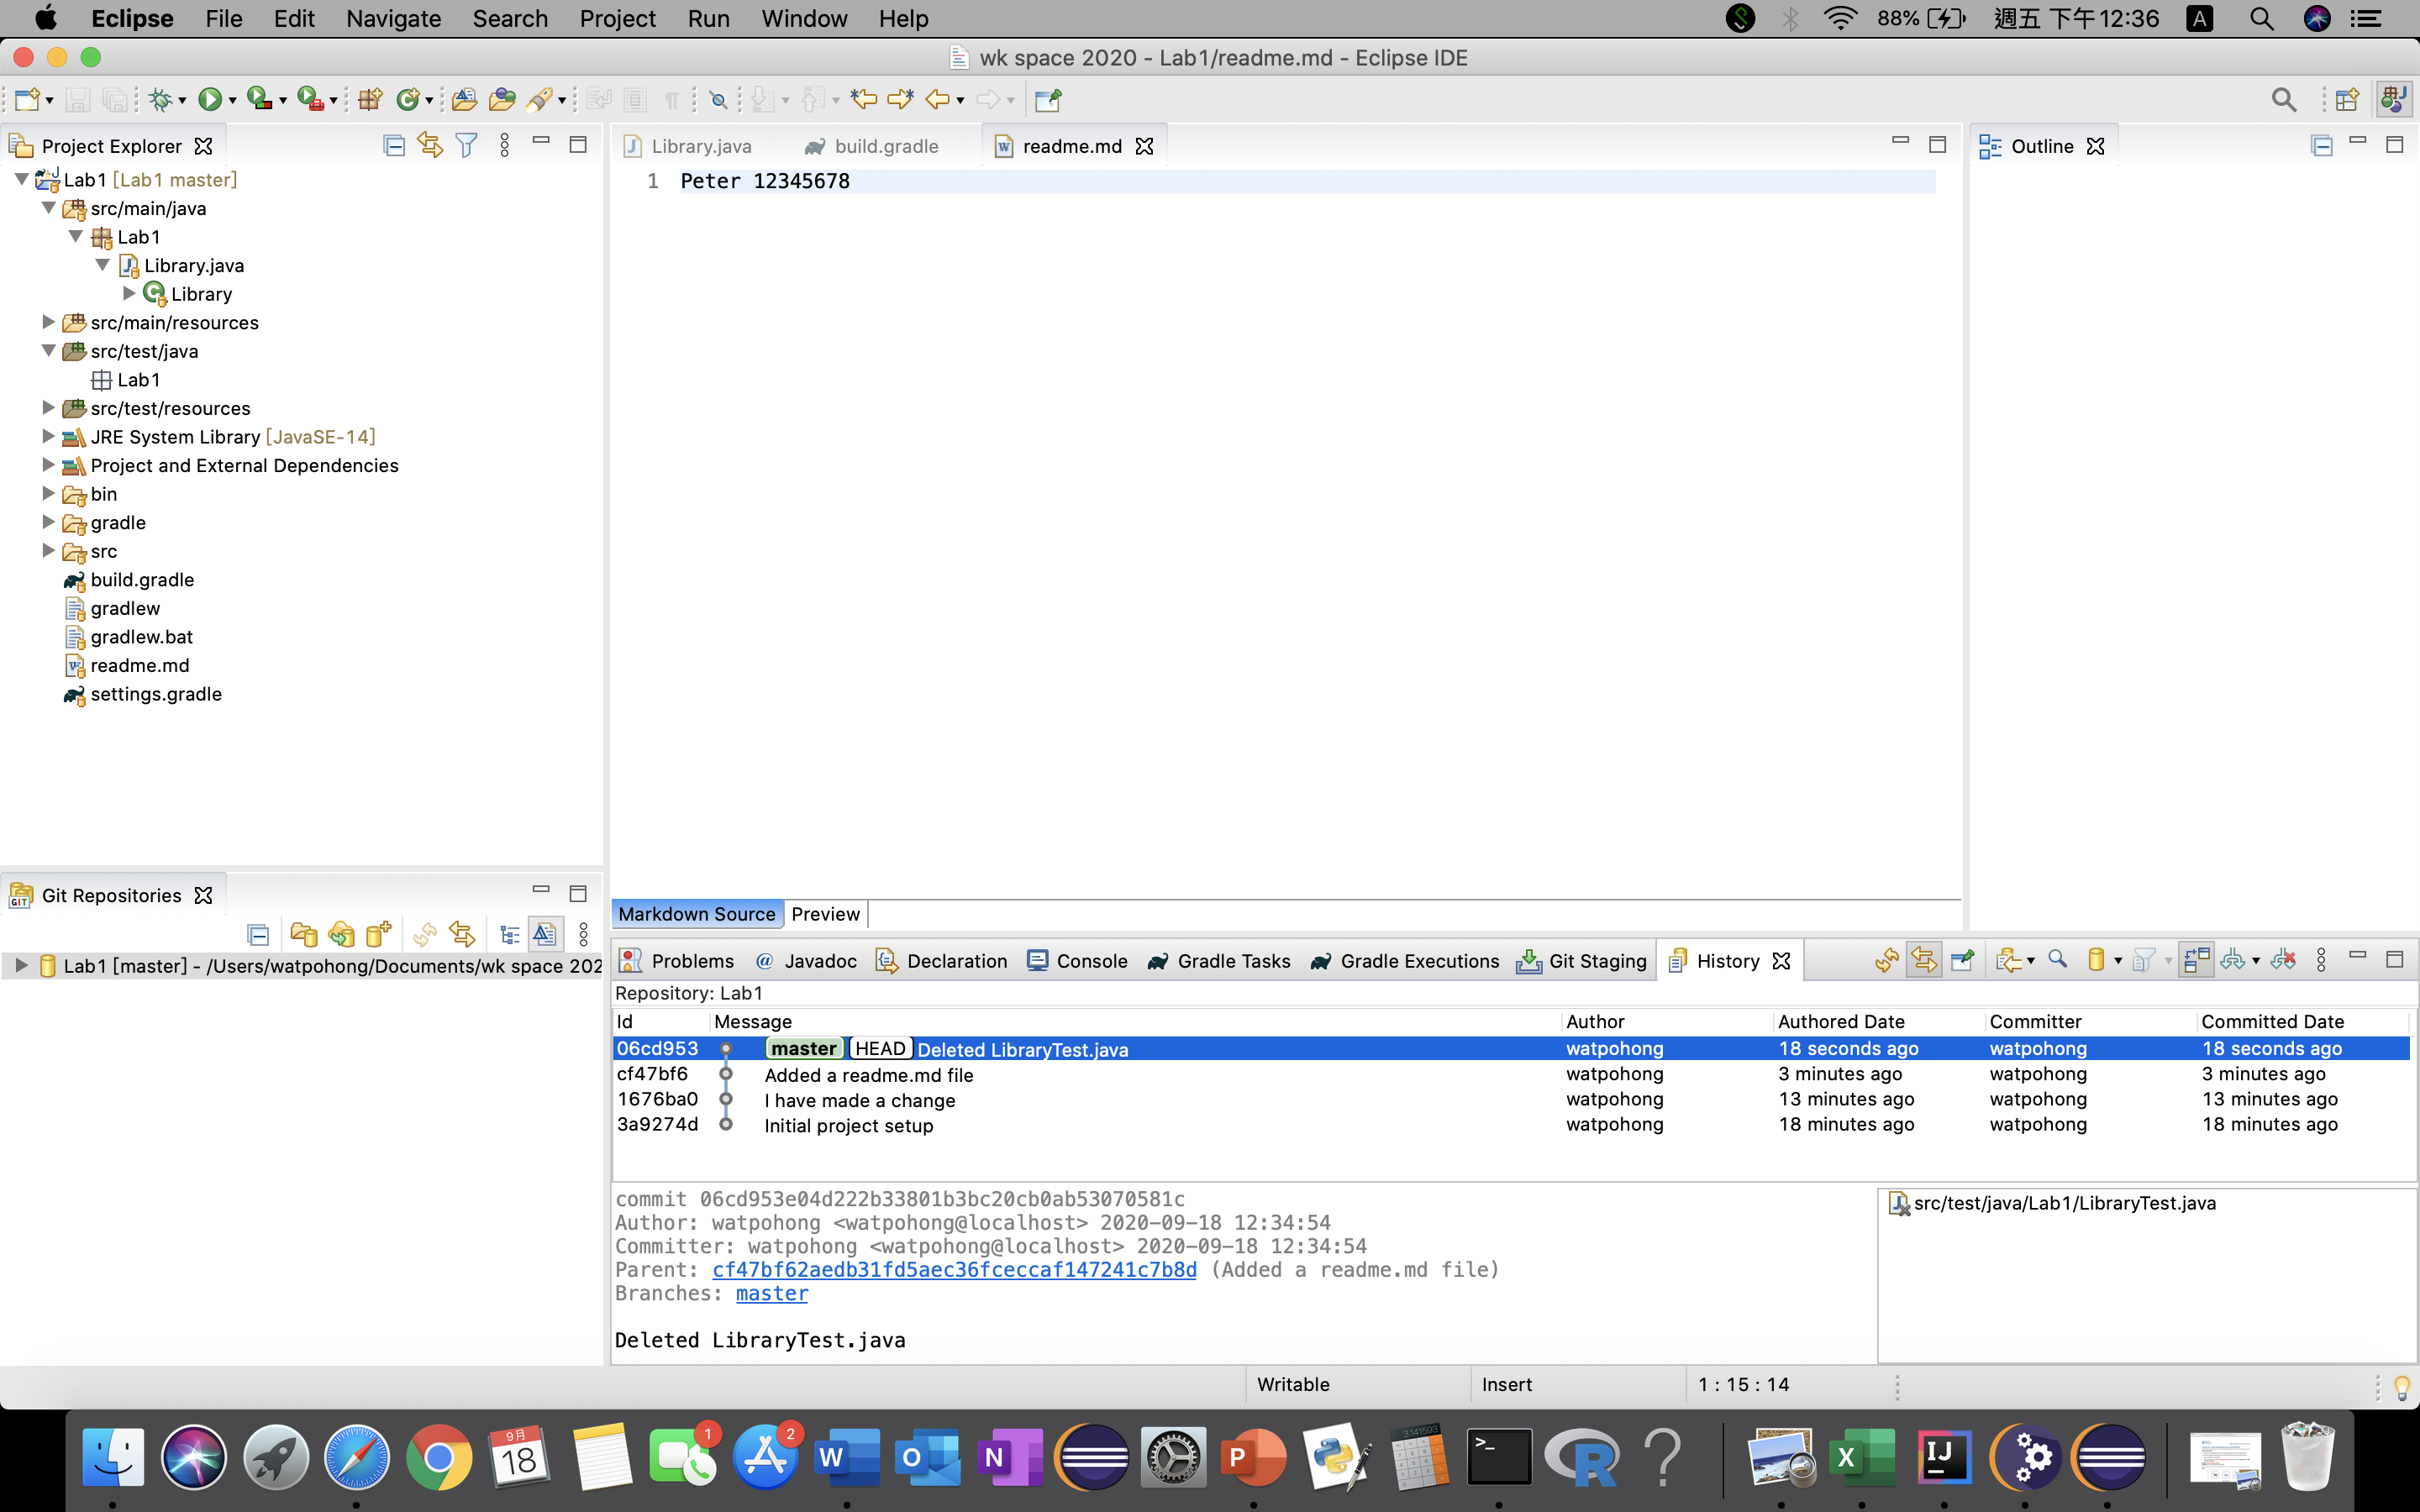 Eclipse File Edit Navigate Search Project Run Window Help 88% 週五 下午12:36 A
wk space 2020 - Lab1/readme.md - Eclipse IDE
Project Explorer
Lab1 [Lab1 master]
src/main/java
Lab1
Library.java
Library
src/main/resources
src/test/java
Lab1
src/test/resources
JRE System Library [JavaSE-14]
Project and External Dependencies
bin
gradle
src
build.gradle
gradlew
gradlew.bat
readme.md
settings.gradle
Library.java build.gradle readme.md
1 Peter 12345678
Markdown Source Preview
Outline
Git Repositories
Lab1 [master] - /Users/watpohong/Documents/wk space 202
Problems Javadoc Declaration Console Gradle Tasks Gradle Executions Git Staging History
Repository: Lab1
Id Message Author Authored Date Committer Committed Date
06cd953 master HEAD Deleted LibraryTest.java watpohong 18 seconds ago watpohong 18 seconds ago
cf47bf6 Added a readme.md file watpohong 3 minutes ago watpohong 3 minutes ago
1676ba0 I have made a change watpohong 13 minutes ago watpohong 13 minutes ago
3a9274d Initial project setup watpohong 18 minutes ago watpohong 18 minutes ago
commit 06cd953e04d222b33801b3bc20cb0ab53070581c
Author: watpohong <watpohong@localhost> 2020-09-18 12:34:54
Committer: watpohong <watpohong@localhost> 2020-09-18 12:34:54
Parent: cf47bf62aedb31fd5aec36fceccaf147241c7b8d (Added a readme.md file)
Branches: master
Deleted LibraryTest.java
src/test/java/Lab1/LibraryTest.java
Writable Insert 1 : 15 : 14
9月
18
1
2
W
O
N
P
3.141593
>_
R
?
X
IJ